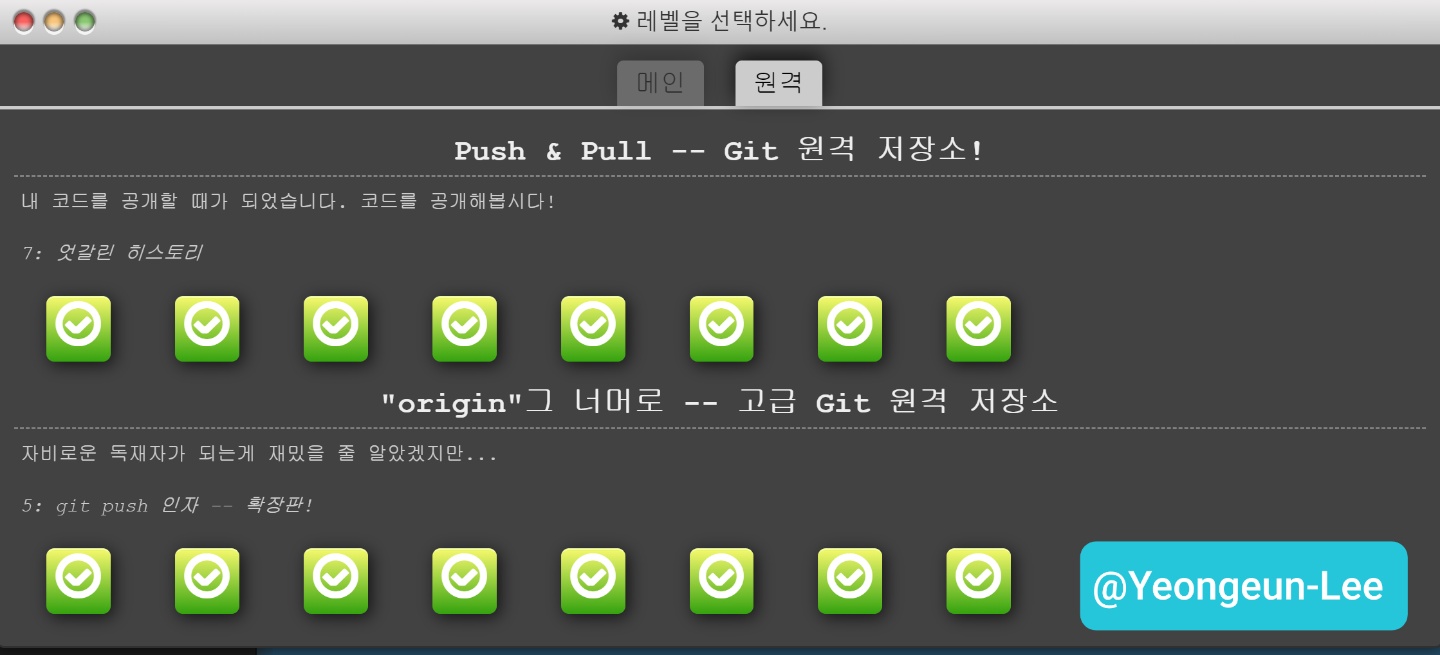 레벨을 선택하세요.
메인 원격
Push & Pull -- Git 원격 저장소!
내 코드를 공개할 때가 되었습니다. 코드를 공개해봅시다!
7: 엇갈린 히스토리
"origin"그 너머로 -- 고급 Git 원격 저장소
자비로운 독재자가 되는게 재밌을 줄 알았겠지만...
5: git push 인자 -- 확장판!
@Yeongeun-Lee